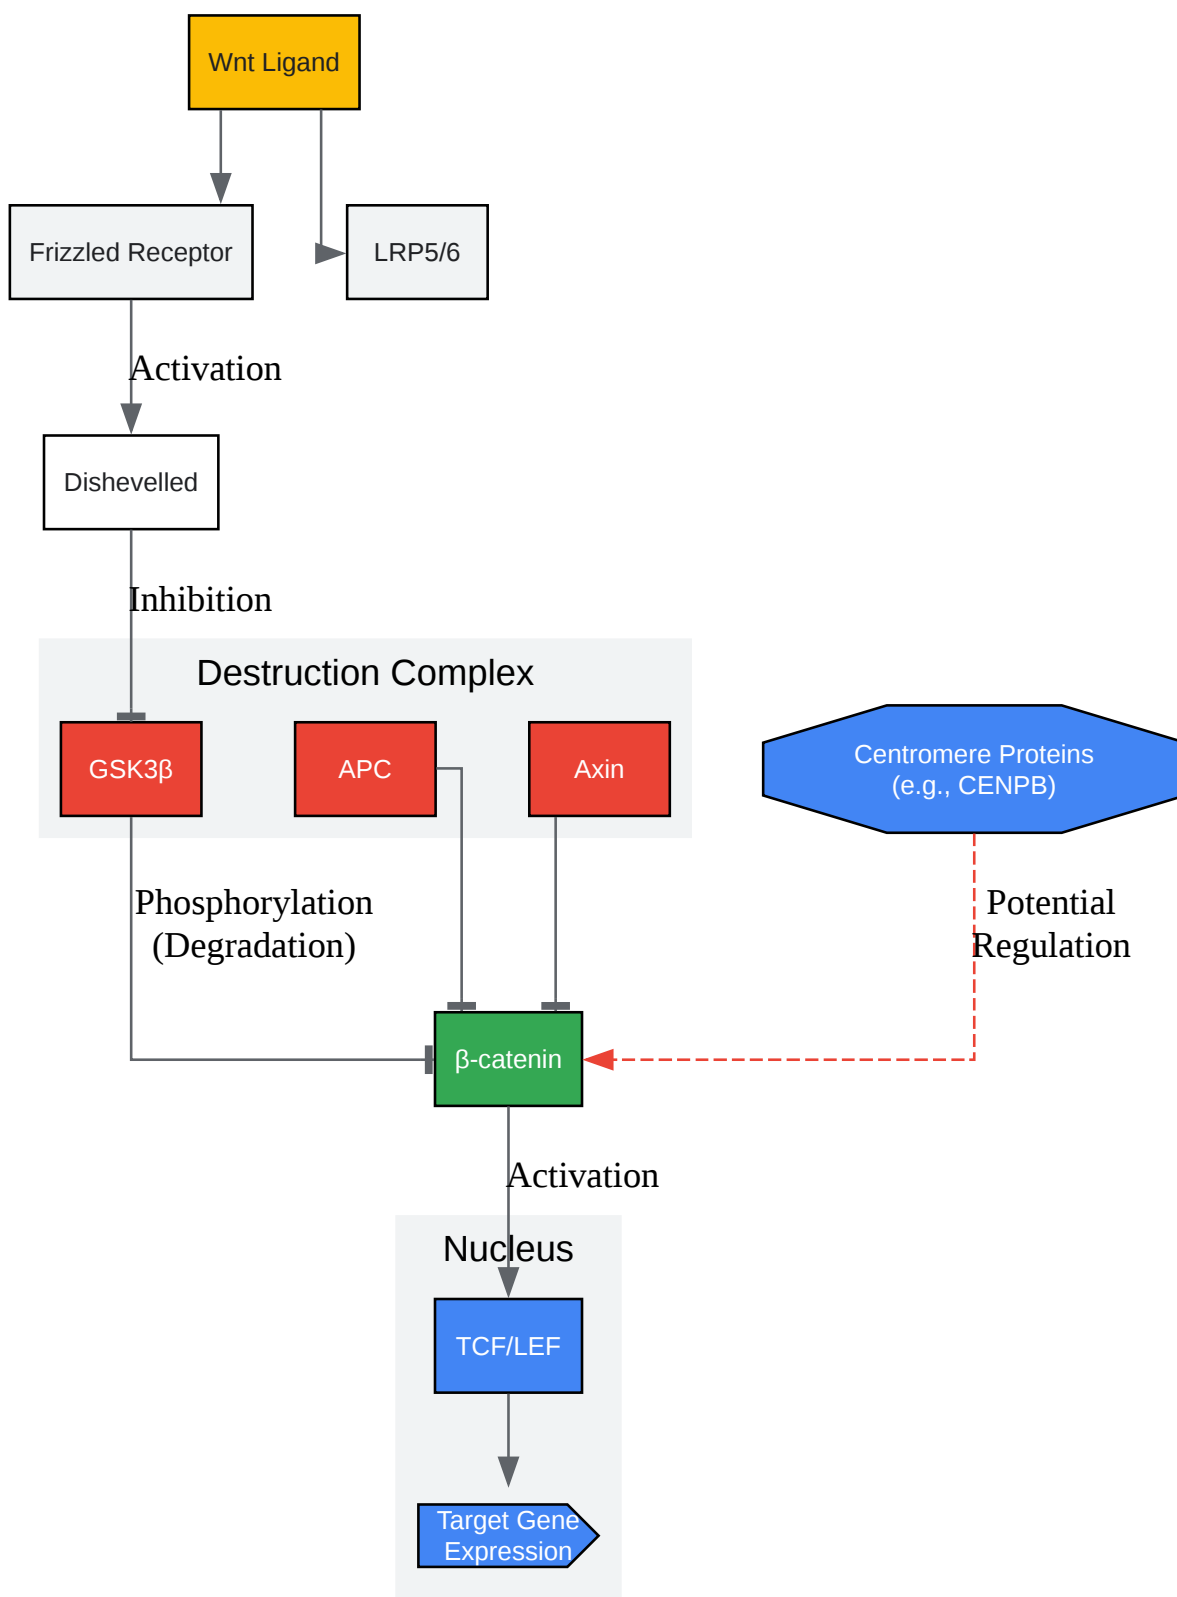 Wnt Ligand
Frizzled Receptor
LRP5/6
Activation
Dishevelled
Inhibition
Destruction Complex
GSK3β
APC
Axin
Centromere Proteins
(e.g., CENPB)
Phosphorylation
(Degradation)
Potential
Regulation
β-catenin
Activation
Nucleus
TCF/LEF
Target Gene
Expression